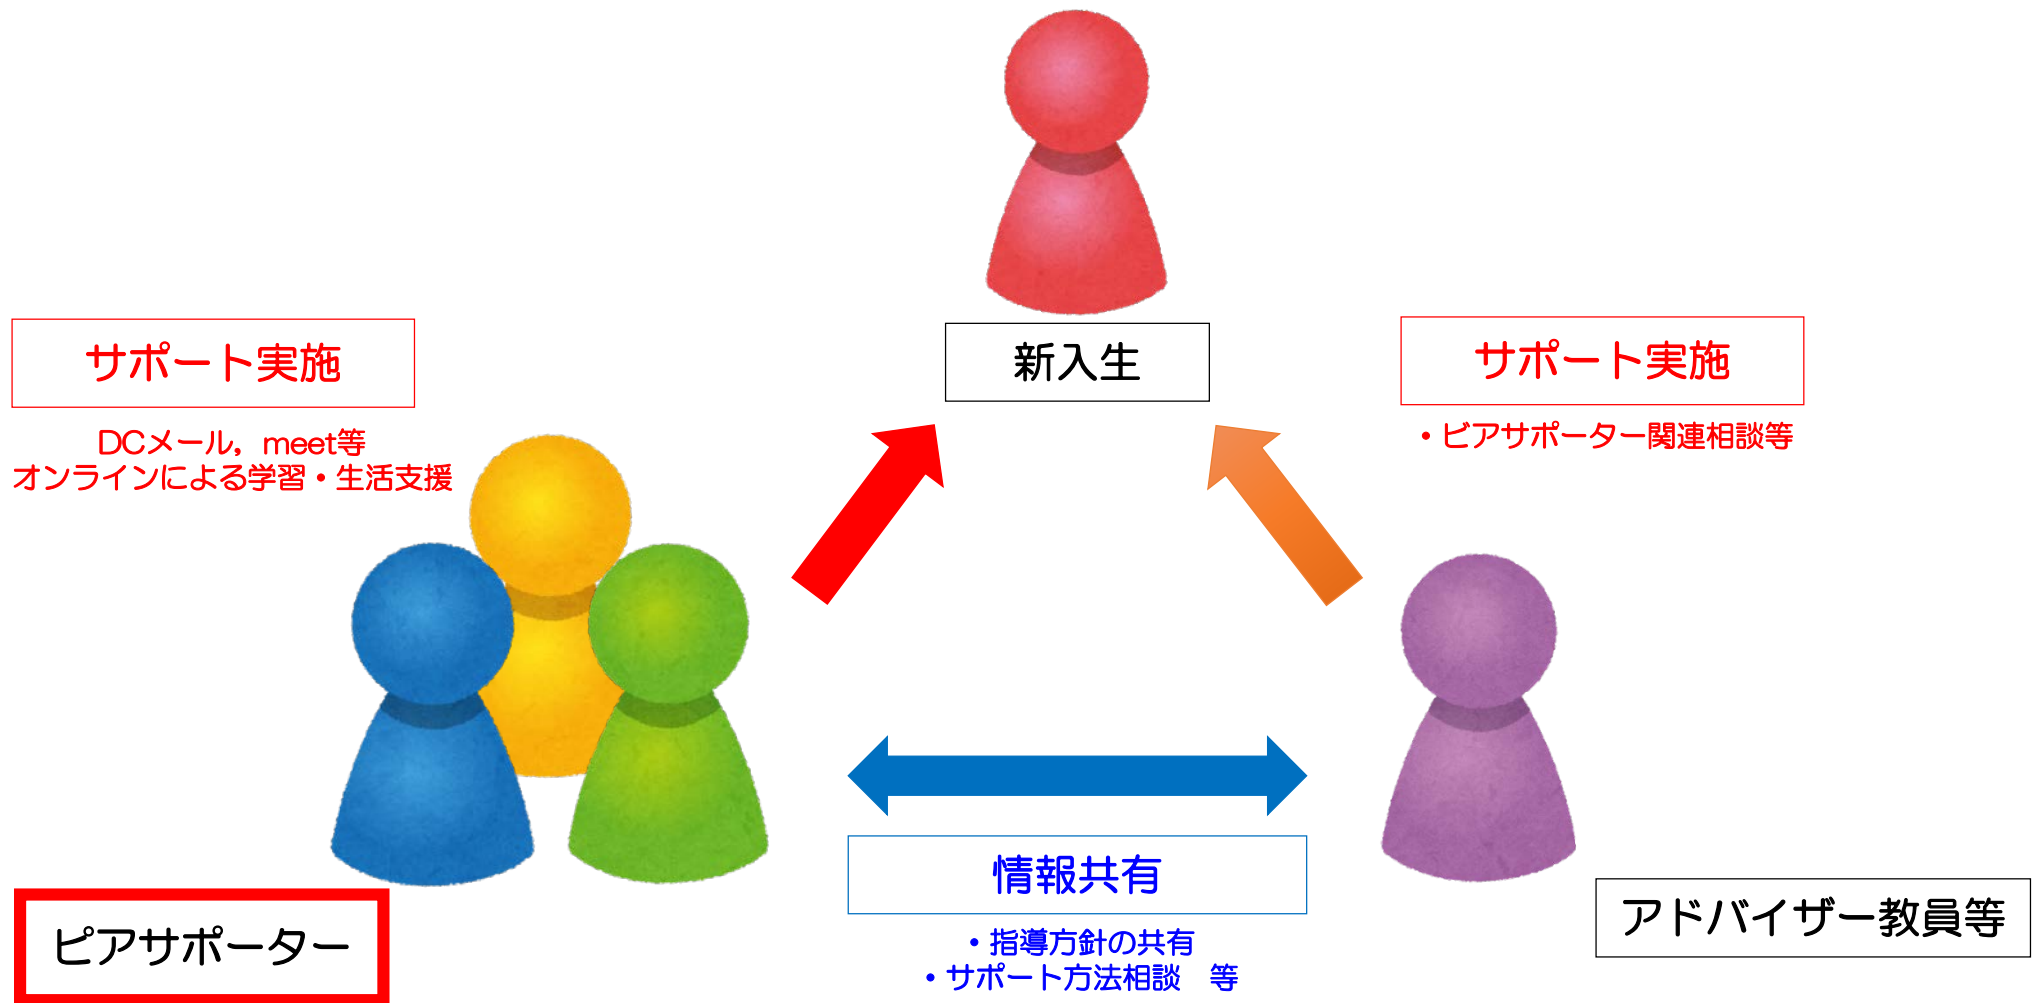 新入生
サポート実施
DCメール，meet等
オンラインによる学習・生活支援
サポート実施
・ピアサポーター関連相談等
ピアサポーター
情報共有
・指導方針の共有
・サポート方法相談　等
アドバイザー教員等